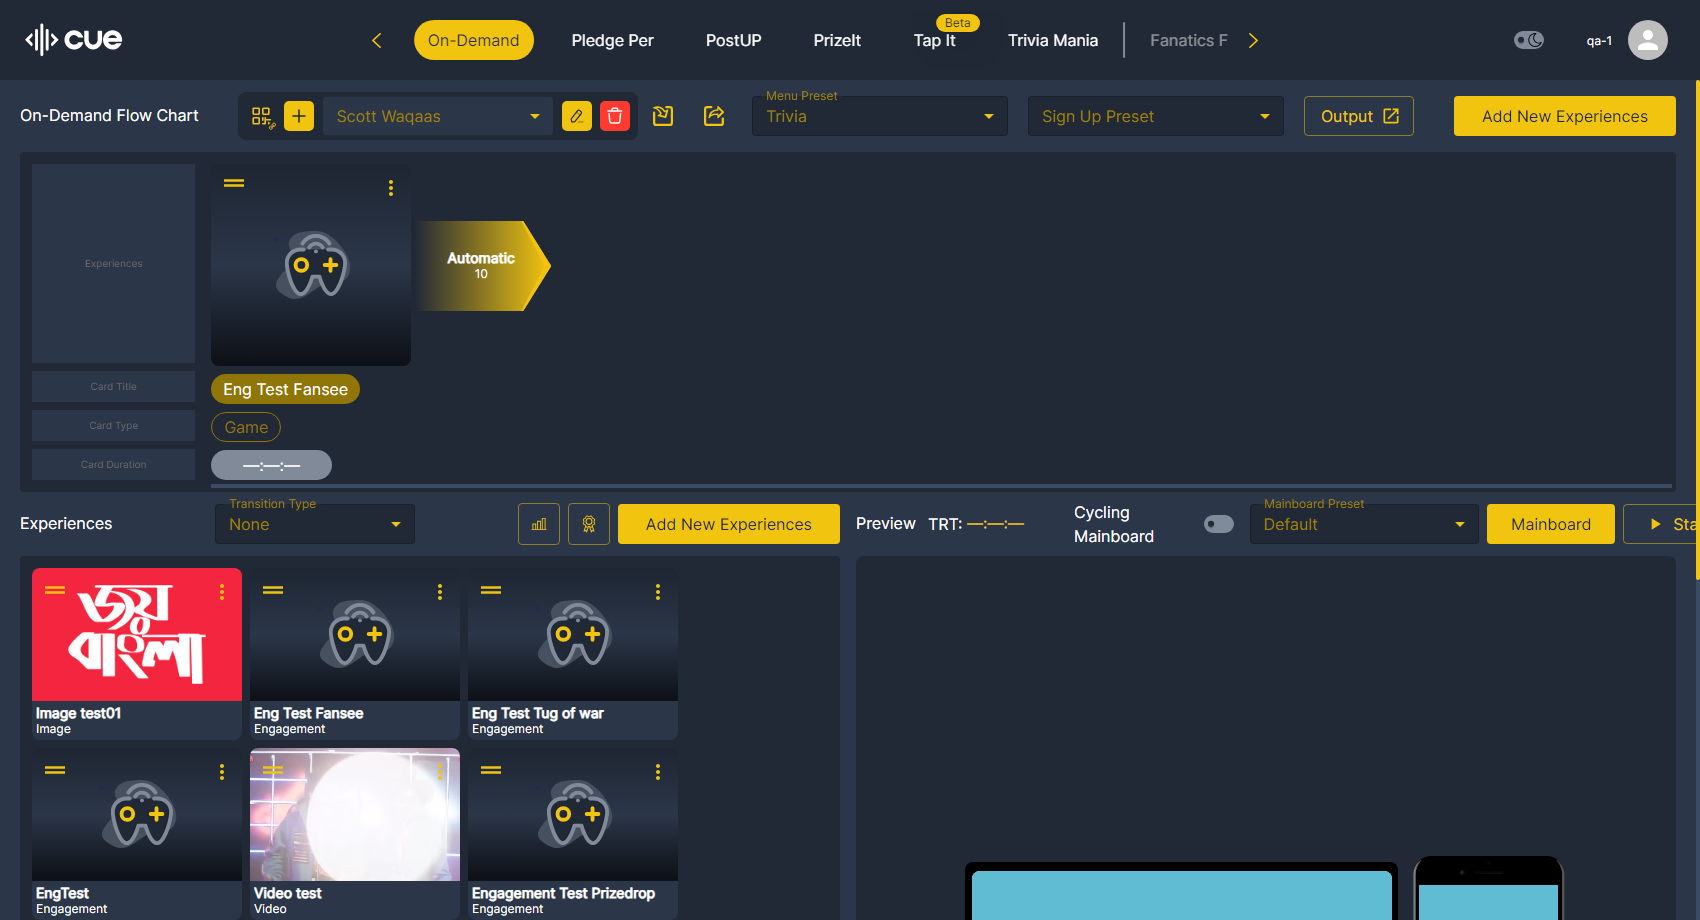 cue
On-Demand
Pledge Per
PostUP
PrizeIt
Tap It
Beta
Trivia Mania
Fanatics F
qa-1
On-Demand Flow Chart
Scott Waqaas
Menu Preset
Trivia
Sign Up Preset
Output
Add New Experiences
Experiences
Automatic
10
Card Title
Eng Test Fansee
Card Type
Game
Card Duration
—:—:—
Experiences
Transition Type
None
Add New Experiences
Preview
TRT: —:—:—
Cycling
Mainboard
Mainboard Preset
Default
Mainboard
Sta
জয়
বাংলা
Image test01
Image
Eng Test Fansee
Engagement
Eng Test Tug of war
Engagement
EngTest
Engagement
Video test
Video
Engagement Test Prizedrop
Engagement